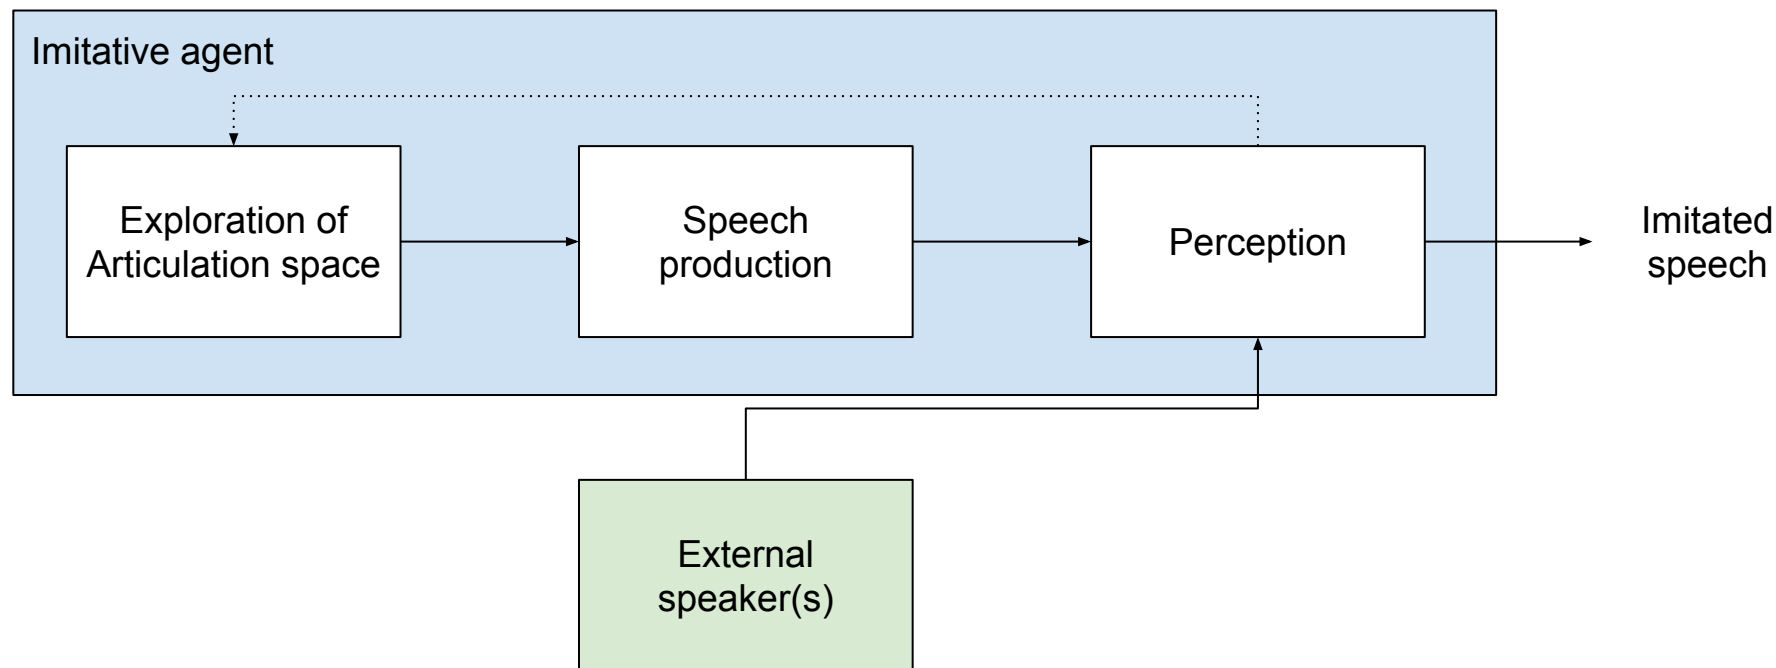 Imitative agent
Exploration of
Articulation space
Speech
production
Perception
Imitated
speech
External
speaker(s)